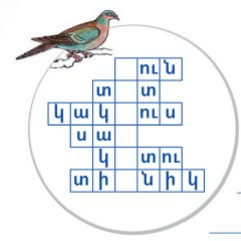 ու ն
տ տ
կ ա կ ու ս
ս ա
կ տ ու
տ ի ն ի կ